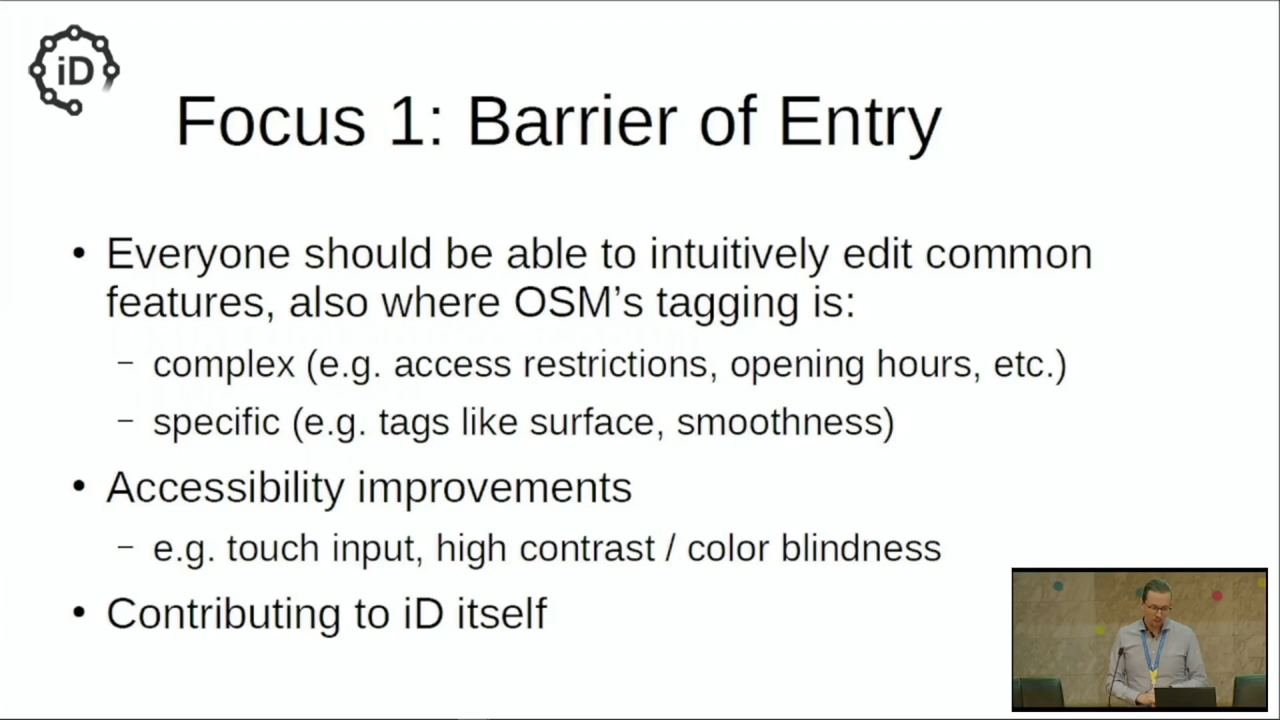 iD
Focus 1: Barrier of Entry
• Everyone should be able to intuitively edit common
features, also where OSM’s tagging is:
– complex (e.g. access restrictions, opening hours, etc.)
– specific (e.g. tags like surface, smoothness)
• Accessibility improvements
– e.g. touch input, high contrast / color blindness
• Contributing to iD itself